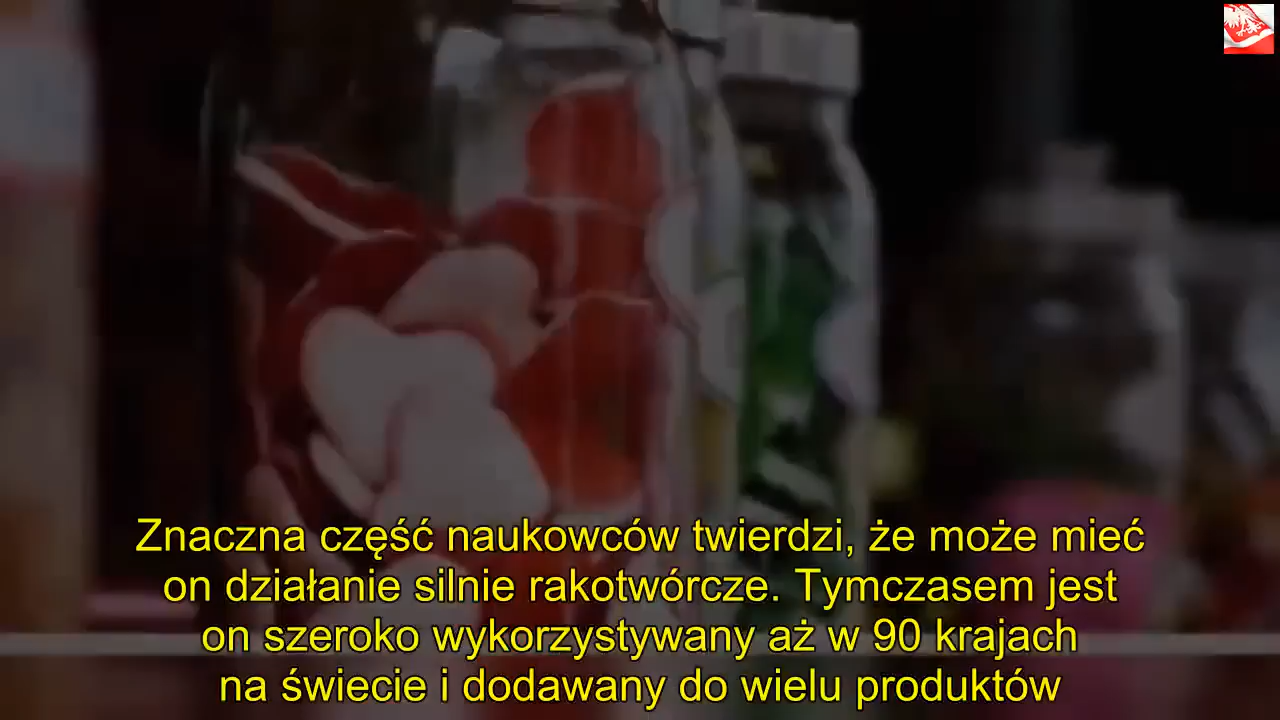 Znaczna część naukowców twierdzi, że może mieć
on działanie silnie rakotwórcze. Tymczasem jest
on szeroko wykorzystywany aż w 90 krajach
na świecie i dodawany do wielu produktów